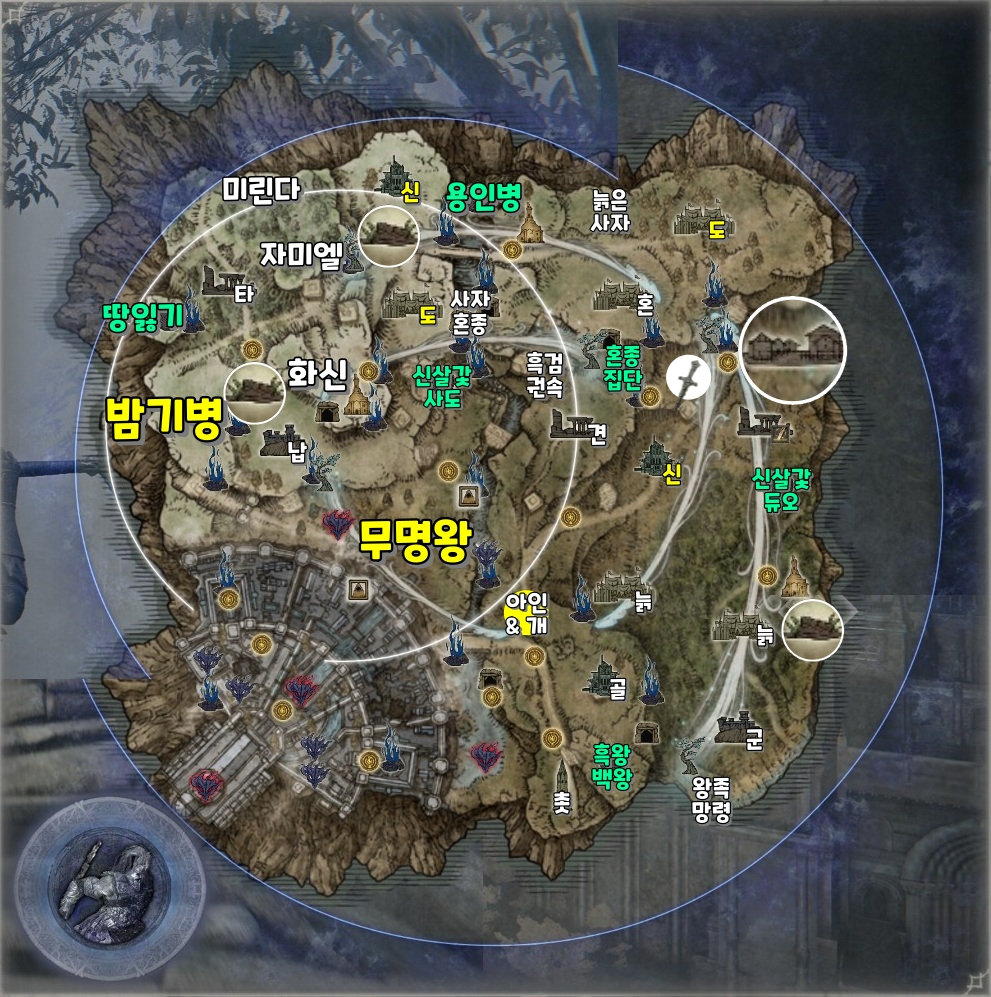 미린다
신
용인병
늙은
사자
도
자미엘
타
땅잃기
도
사자
혼종
혼
화신
신살갗
사도
흑검
권속
혼종
집단
밤기병
납
견
신
신살갗
듀오
무명왕
아인
& 개
늙
늙
골
군
흑왕
백왕
촛
왕족
망령